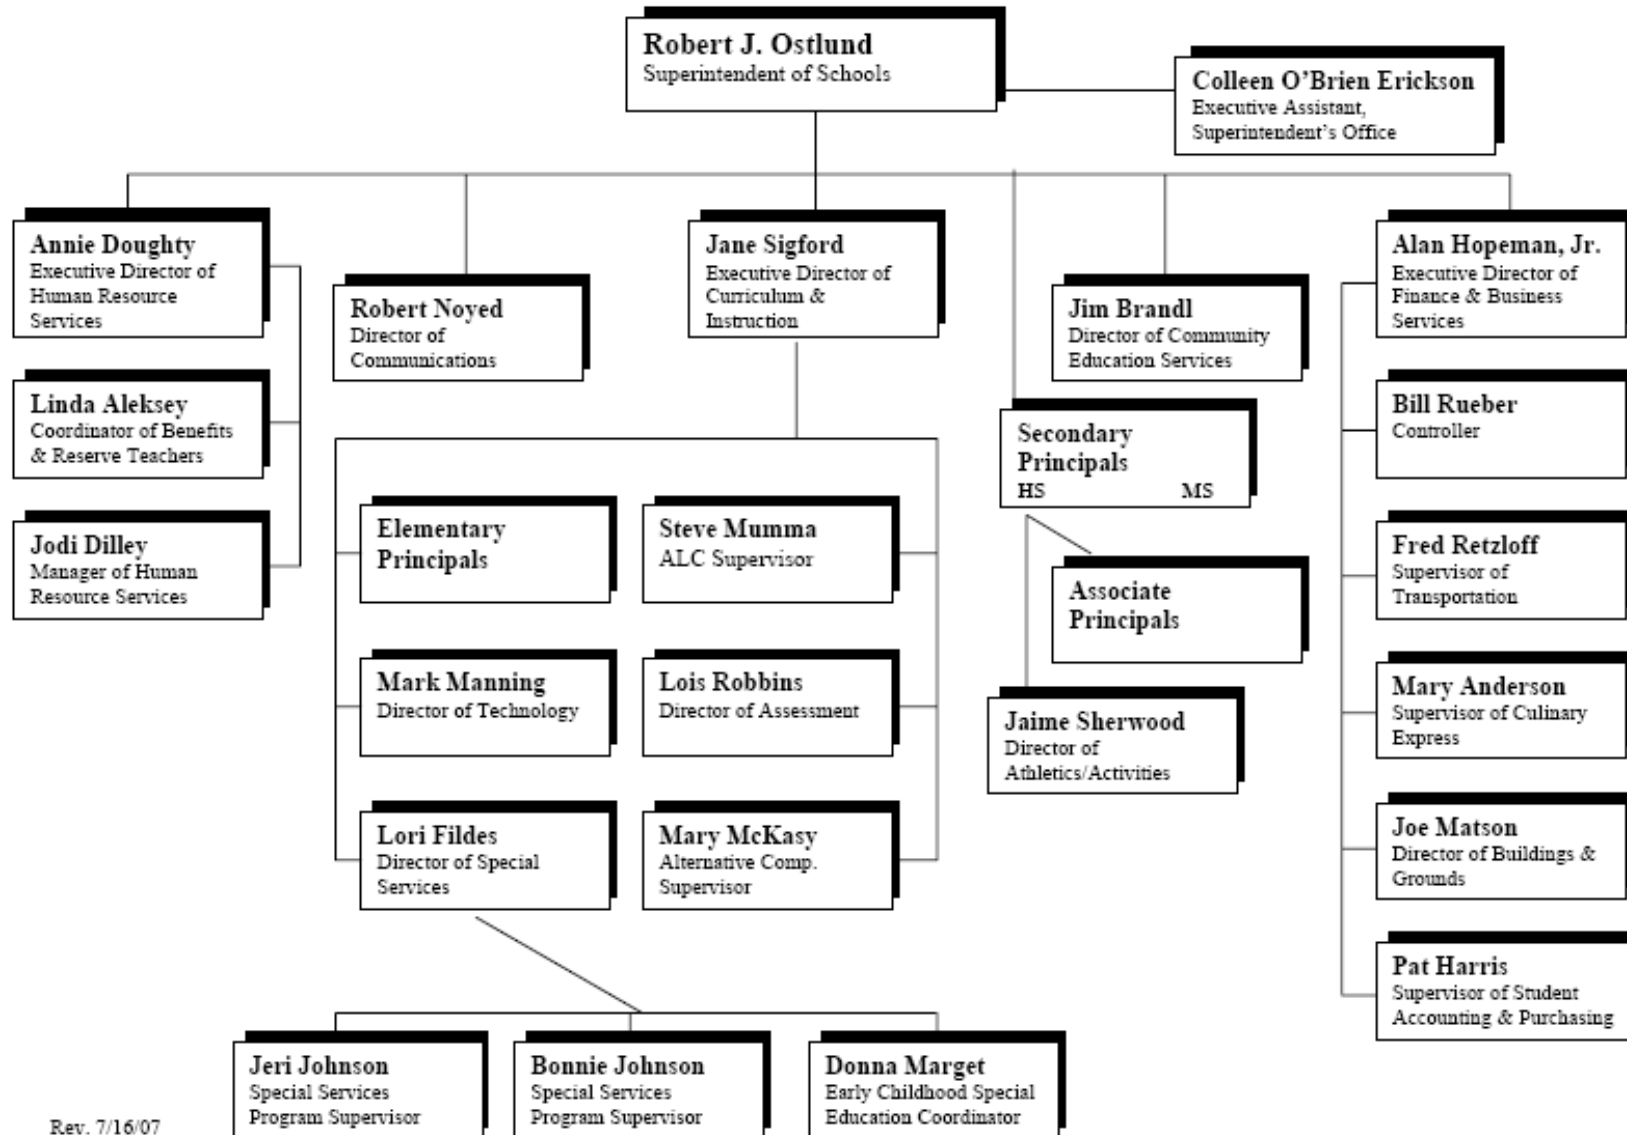 Robert J. Ostlund
Superintendent of Schools
Colleen O'Brien Erickson
Executive Assistant,
Superintendent's Office
Annie Doughty
Executive Director of
Human Resource
Services
Linda Aleksey
Coordinator of Benefits
& Reserve Teachers
Jodi Dilley
Manager of Human
Resource Services
Robert Noyed
Director of
Communications
Jane Sigford
Executive Director of
Curriculum &
Instruction
Elementary
Principals
Steve Mumma
ALC Supervisor
Mark Manning
Director of Technology
Lois Robbins
Director of Assessment
Lori Fildes
Director of Special
Services
Mary McKasy
Alternative Comp.
Supervisor
Jeri Johnson
Special Services
Program Supervisor
Bonnie Johnson
Special Services
Program Supervisor
Donna Marget
Early Childhood Special
Education Coordinator
Secondary
Principals
HS MS
Associate
Principals
Jaime Sherwood
Director of
Athletics/Activities
Jim Brandl
Director of Community
Education Services
Alan Hopeman, Jr.
Executive Director of
Finance & Business
Services
Bill Rueber
Controller
Fred Retzloff
Supervisor of
Transportation
Mary Anderson
Supervisor of Culinary
Express
Joe Matson
Director of Buildings &
Grounds
Pat Harris
Supervisor of Student
Accounting & Purchasing
Rev. 7/16/07